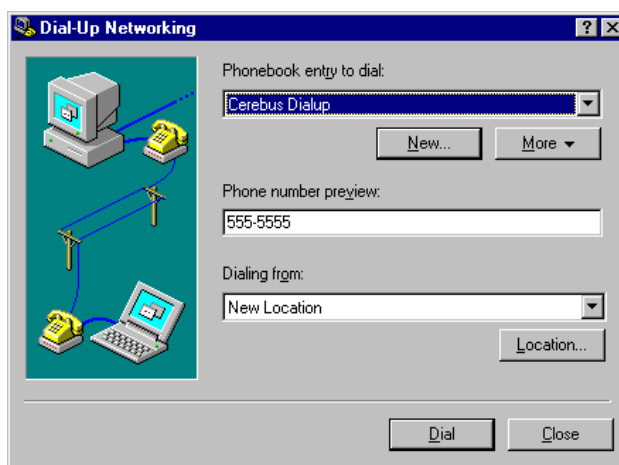 Dial-Up Networking
Phonebook entry to dial:
Cerebus Dialup
New... More
Phone number preview:
555-5555
Dialing from:
New Location
Location...
Dial Close